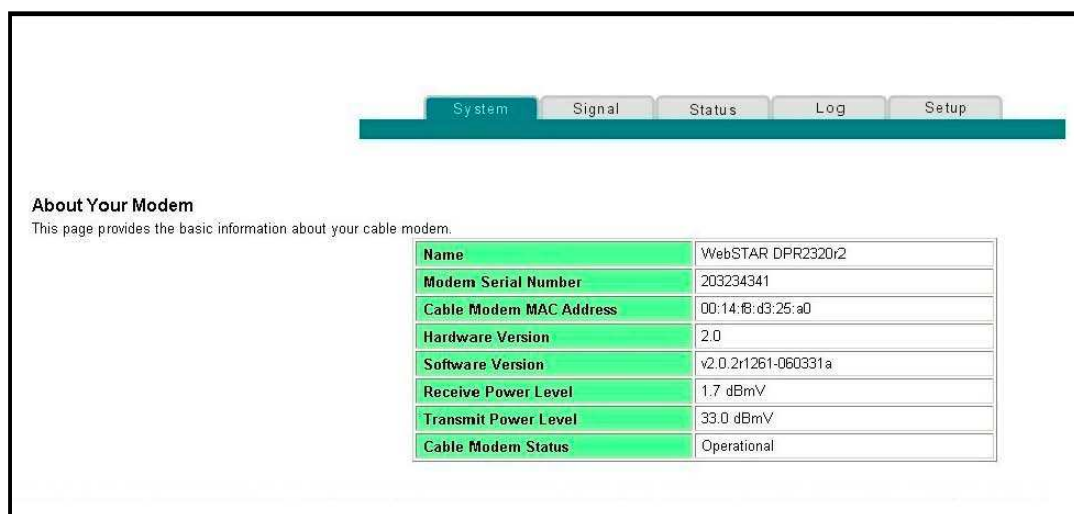 System Signal Status Log Setup
About Your Modem
This page provides the basic information about your cable modem.
Name WebSTAR DPR2320r2
Modem Serial Number 203234341
Cable Modem MAC Address 00:14:f8:d3:25:a0
Hardware Version 2.0
Software Version v2.0.2r1261-060331a
Receive Power Level 1.7 dBmV
Transmit Power Level 33.0 dBmV
Cable Modem Status Operational